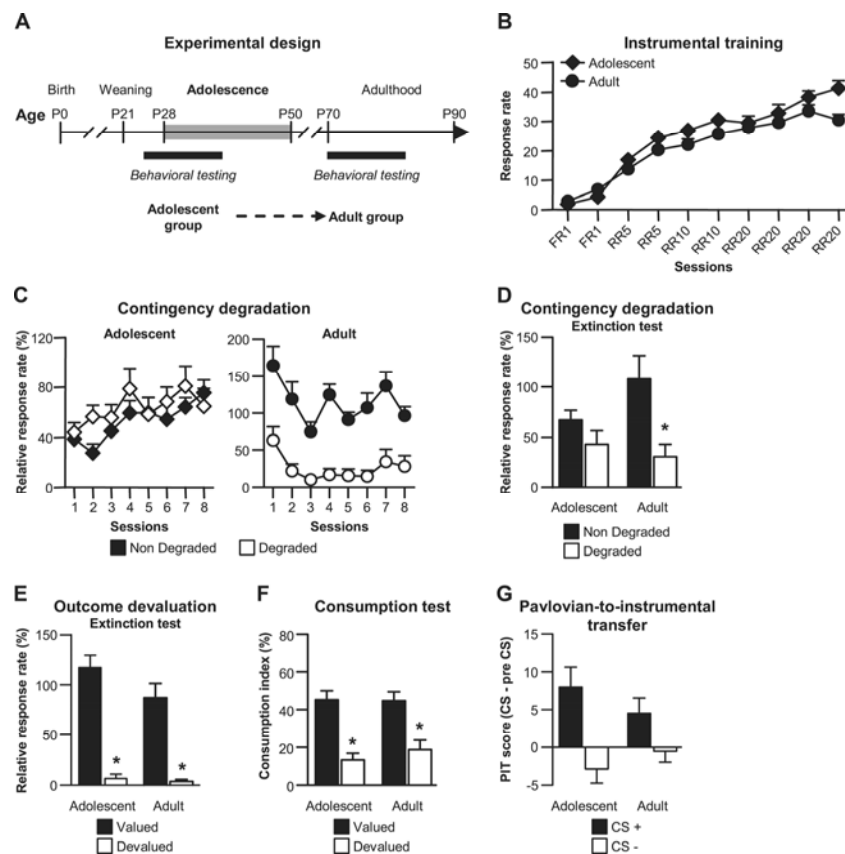 A
Experimental design
Birth Weaning Adolescence Adulthood
Age P0 P21 P28 P50 P70 P90
Behavioral testing Behavioral testing
Adolescent group Adult group
B
Instrumental training
Adolescent
Adult
Response rate
50
40
30
20
10
0
FR1 FR1 RR5 RR5 RR10 RR10 RR20 RR20 RR20 RR20
Sessions
C
Contingency degradation
Adolescent
Relative response rate (%)
120
80
40
0
1 2 3 4 5 6 7 8
Sessions
Adult
200
150
100
50
0
1 2 3 4 5 6 7 8
Sessions
Non Degraded Degraded
D
Contingency degradation
Extinction test
Relative response rate (%)
150
100
50
0
*
Adolescent Adult
Non Degraded
Degraded
E
Outcome devaluation
Extinction test
Relative response rate (%)
150
100
50
0
* *
Adolescent Adult
Valued
Devalued
F
Consumption test
Consumption index (%)
80
60
40
20
0
* *
Adolescent Adult
Valued
Devalued
G
Pavlovian-to-instrumental
transfer
PIT score (CS - pre CS)
15
10
5
0
-5
Adolescent Adult
CS +
CS -